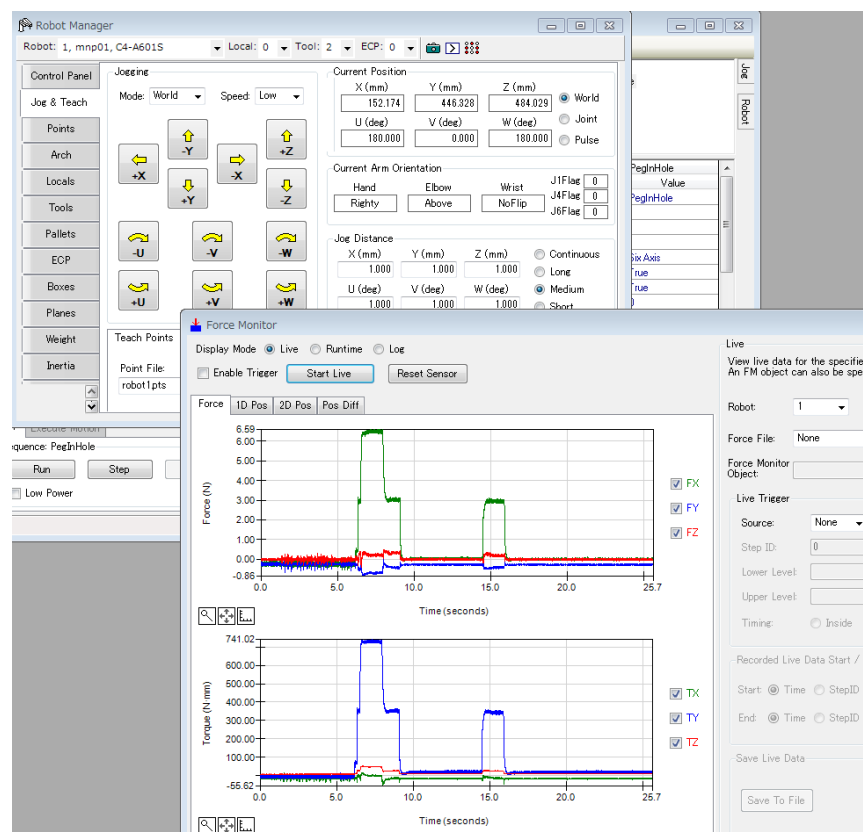 Robot Manager
Robot: 1, mnp01, C4-A601S Local: 0 Tool: 2 ECP: 0
Control Panel
Jog & Teach
Points
Arch
Locals
Tools
Pallets
ECP
Boxes
Planes
Weight
Inertia
Jogging
Mode: World Speed: Low
+X
-Y
-X
+Z
+Y
-Z
-U
-V
-W
+U
+V
+W
Teach Points
Point File:
robot1.pts
Current Position
X (mm) Y (mm) Z (mm)
152.174 446.328 484.029
U (deg) V (deg) W (deg)
180.000 0.000 180.000
World
Joint
Pulse
Current Arm Orientation
Hand Elbow Wrist
Righty Above NoFlip
J1Flag 0
J4Flag 0
J6Flag 0
Jog Distance
X (mm) Y (mm) Z (mm)
1.000 1.000 1.000
U (deg) V (deg) W (deg)
1.000 1.000 1.000
Continuous
Long
Medium
Short
Jog
Robot
PegInHole
Value
PegInHole
Six Axis
True
True
0
Execute Motion
equence: PegInHole
Run Step
Low Power
Force Monitor
Display Mode Live Runtime Log
Enable Trigger Start Live Reset Sensor
Force 1D Pos 2D Pos Pos Diff
Force (N)
6.59
6.00
5.00
4.00
3.00
2.00
1.00
0.00
-0.86
0.0 5.0 10.0 15.0 20.0 25.7
Time (seconds)
FX
FY
FZ
Torque (N·mm)
741.02
600.00
500.00
400.00
300.00
200.00
100.00
-55.62
0.0 5.0 10.0 15.0 20.0 25.7
Time (seconds)
TX
TY
TZ
Live
View live data for the specifie
An FM object can also be spe
Robot: 1
Force File: None
Force Monitor
Object:
Live Trigger
Source: None
Step ID: 0
Lower Level:
Upper Level:
Timing: Inside
Recorded Live Data Start /
Start: Time StepID
End: Time StepID
Save Live Data
Save To File